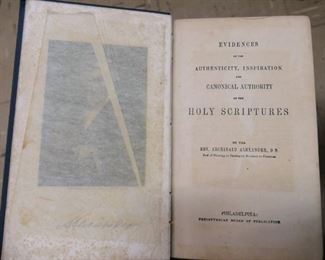 EVIDENCES
OF THE
AUTHENTICITY, INSPIRATION
AND
CANONICAL AUTHORITY
OF THE
HOLY SCRIPTURES
BY THE
REV. ARCHIBALD ALEXANDER, D.D.
PHILADELPHIA:
PRESBYTERIAN BOARD OF PUBLICATION.